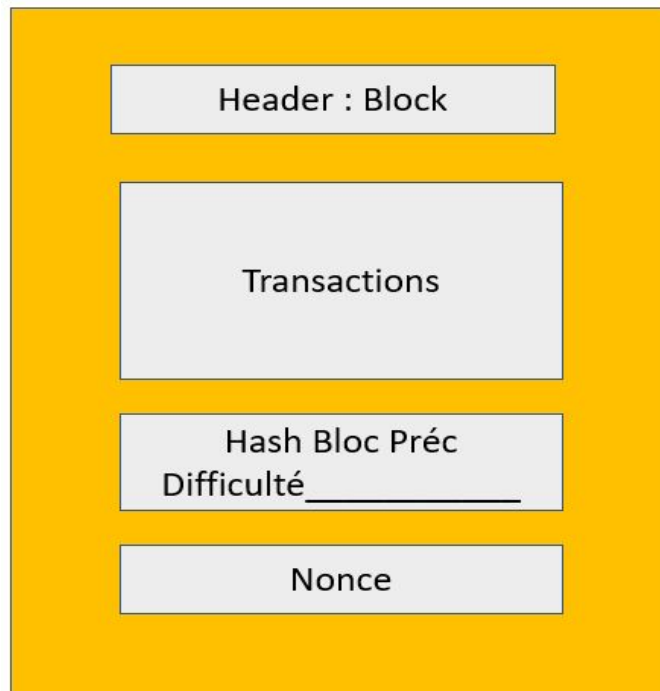 Header : Block
Transactions
Hash Bloc Préc
Difficulté____________
Nonce